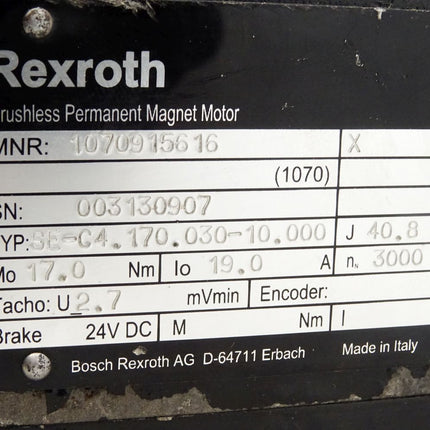 Rexroth
rushless Permanent Magnet Motor
MNR: 1070915616 X
(1070)
SN: 003130907
YP: SE-C4.170.030-10.000 J 40.8
Mo 17.0 Nm Io 19.0 A nN 3000
Tacho: U 2.7 mVmin Encoder:
Brake 24V DC M Nm I
Bosch Rexroth AG D-64711 Erbach Made in Italy